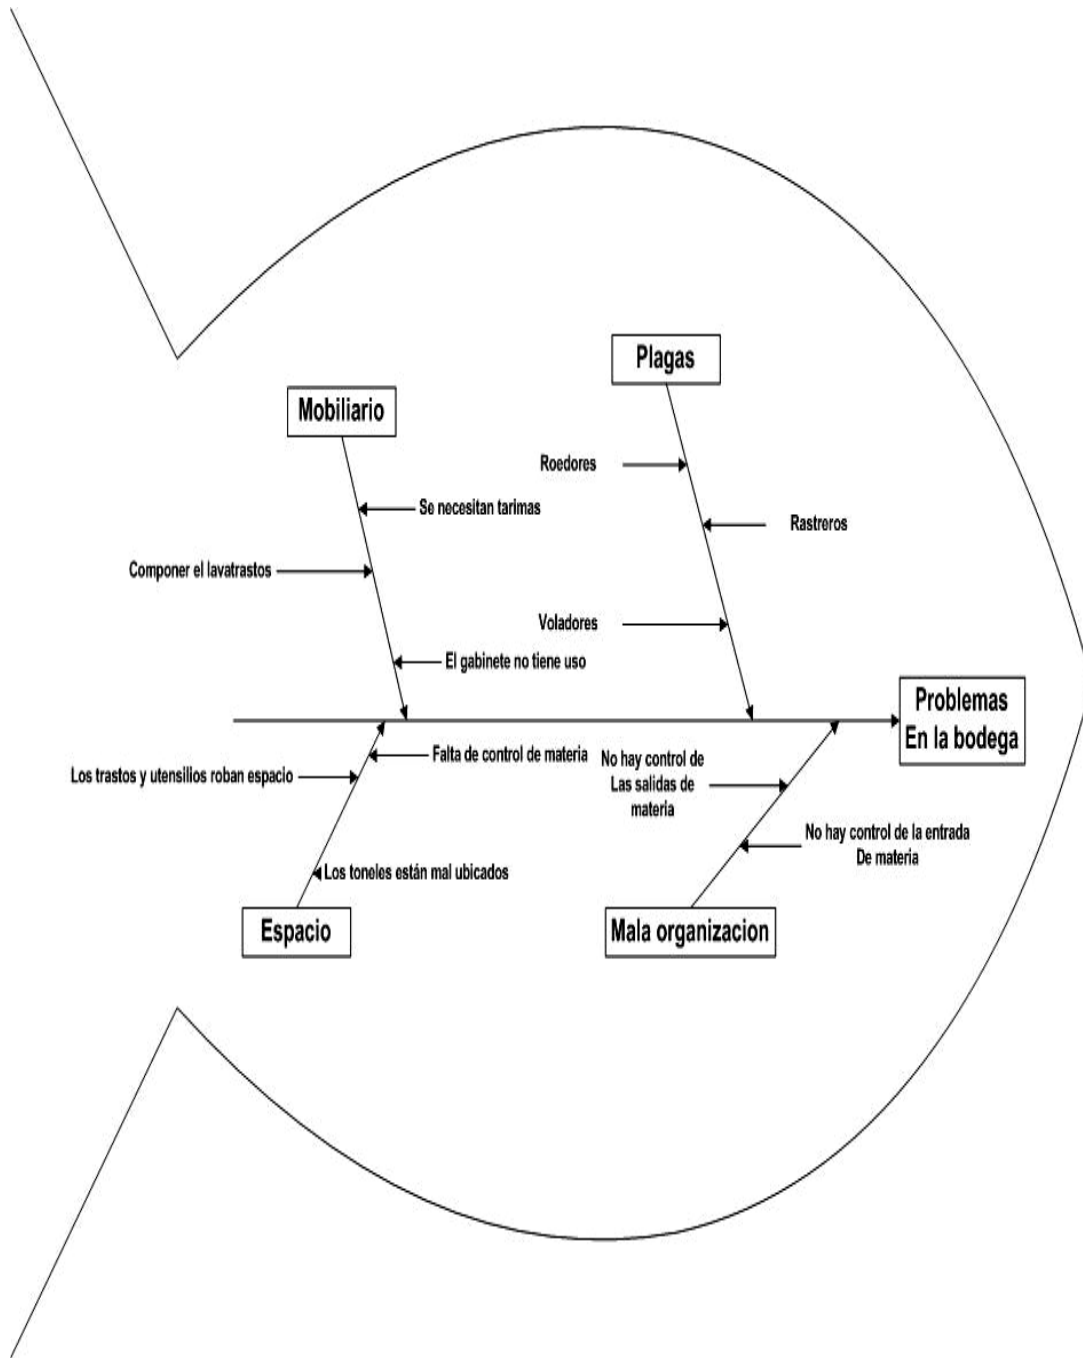 Plagas
Mobiliario
Roedores
Se necesitan tarimas
Rastreros
Componer el lavatrastos
Voladores
El gabinete no tiene uso
Problemas
En la bodega
Falta de control de materia
Los trastos y utensilios roban espacio
No hay control de
Las salidas de
materia
No hay control de la entrada
De materia
Los toneles están mal ubicados
Espacio
Mala organizacion